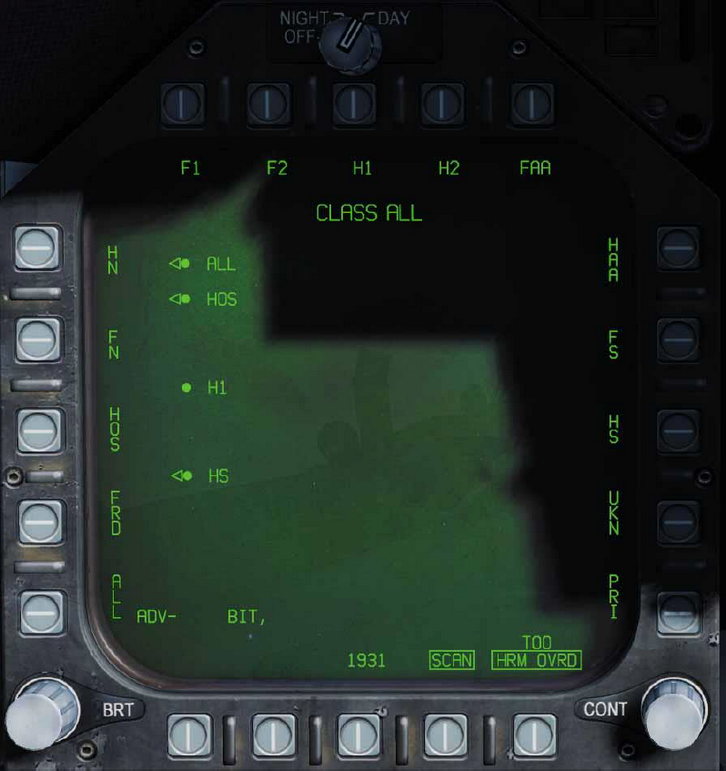 NIGHT DAY
OFF
F1 F2 H1 H2 FAA
CLASS ALL
HN ALL HAA
HOS
FN FS
H1
HOS HS
HS
FRD UKN
ALL PRI
ADV- BIT,
TOO
1931 SCAN HRM OVRD
BRT CONT